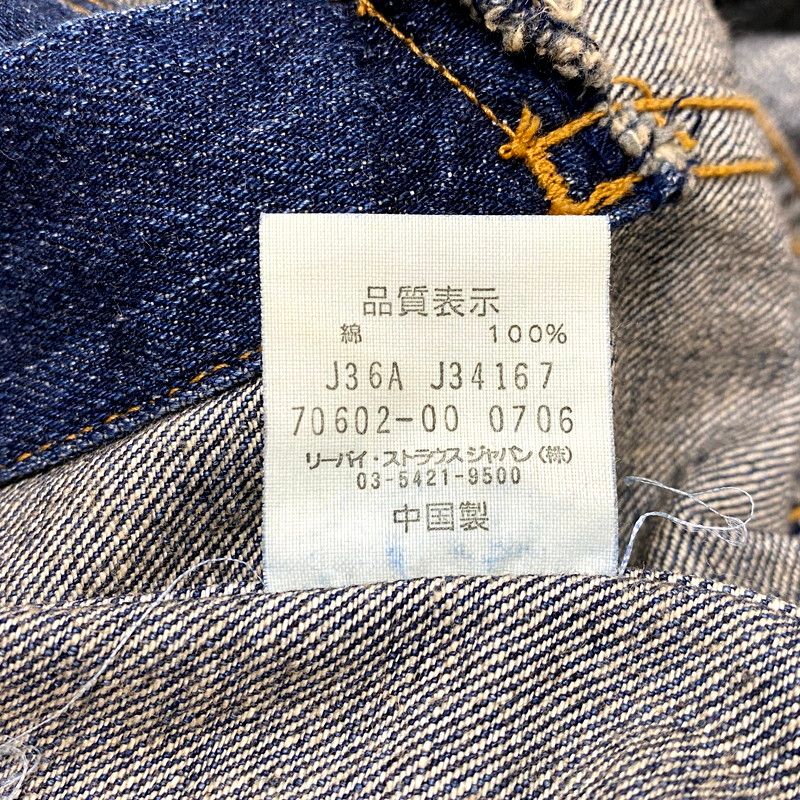 品質表示
綿 100%
J36A J34167
70602-00 0706
リーバイ・ストラウスジャパン(株)
03-5421-9500
中国製